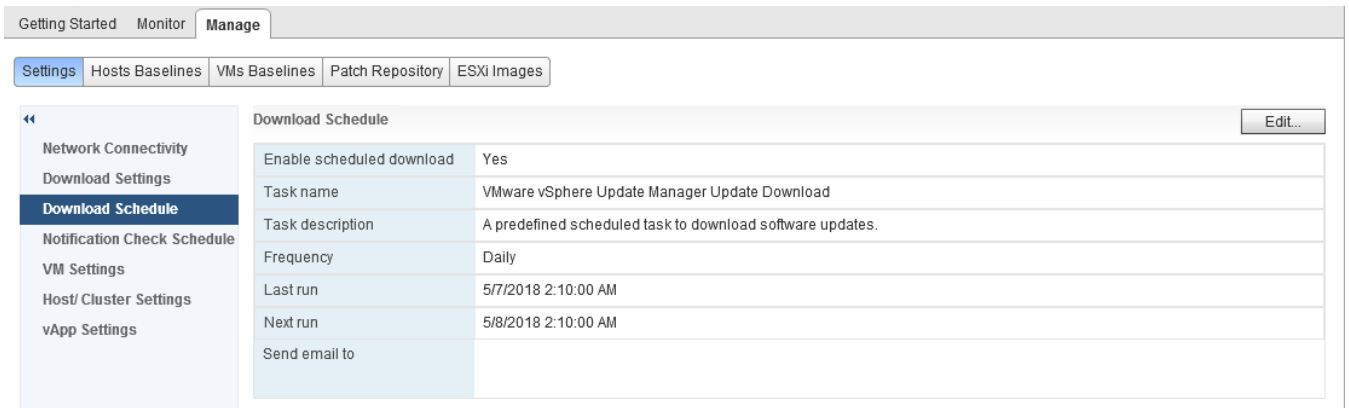 Getting Started Monitor Manage
Settings Hosts Baselines VMs Baselines Patch Repository ESXi Images
Download Schedule Edit...
Network Connectivity
Download Settings
Download Schedule
Notification Check Schedule
VM Settings
Host/ Cluster Settings
vApp Settings
Enable scheduled download Yes
Task name VMware vSphere Update Manager Update Download
Task description A predefined scheduled task to download software updates.
Frequency Daily
Last run 5/7/2018 2:10:00 AM
Next run 5/8/2018 2:10:00 AM
Send email to